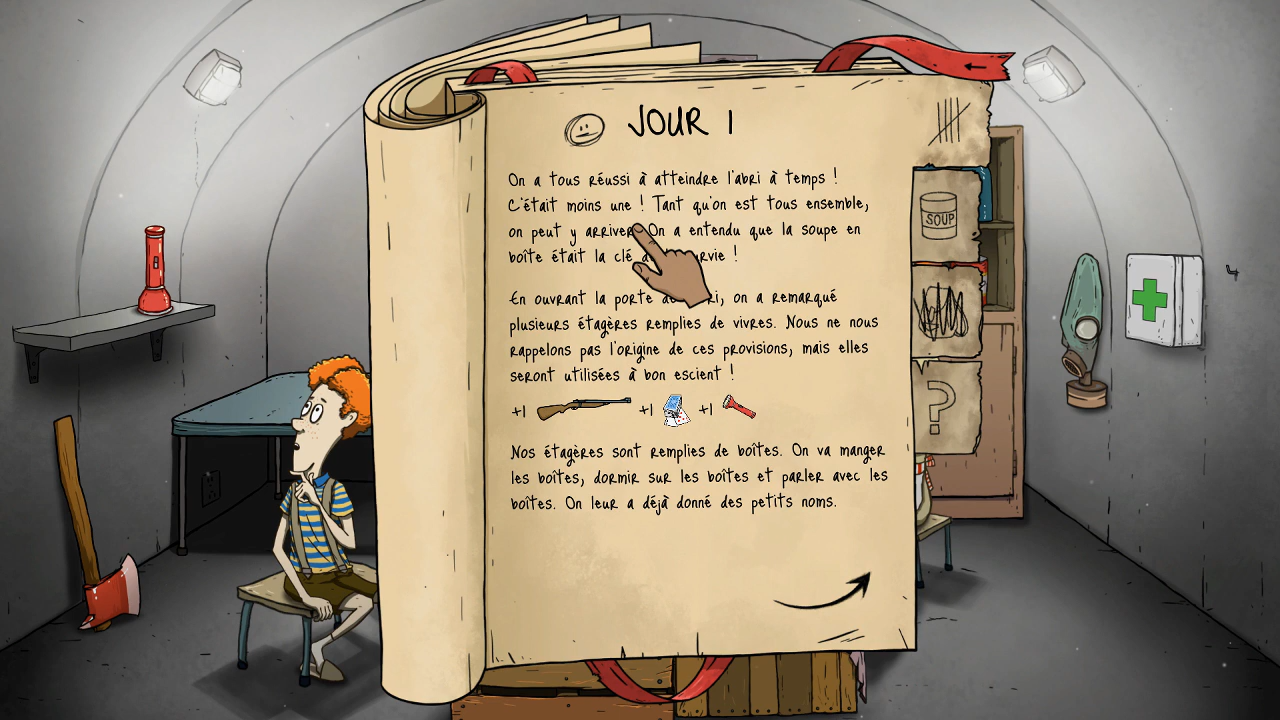 JOUR 1
On a tous réussi à atteindre l'abri à temps !
C'était moins une ! Tant qu'on est tous ensemble,
on peut y arriver On a entendu que la soupe en
boîte était la clé !
En ouvrant la porte on a remarqué
plusieurs étagères remplies de vivres. Nous ne nous
rappelons pas l'origine de ces provisions, mais elles
seront utilisées à bon escient !
+1 +1 +1
Nos étagères sont remplies de boîtes. On va manger
les boîtes, dormir sur les boîtes et parler avec les
boîtes. On leur a déjà donné des petits noms.
SOUP
?